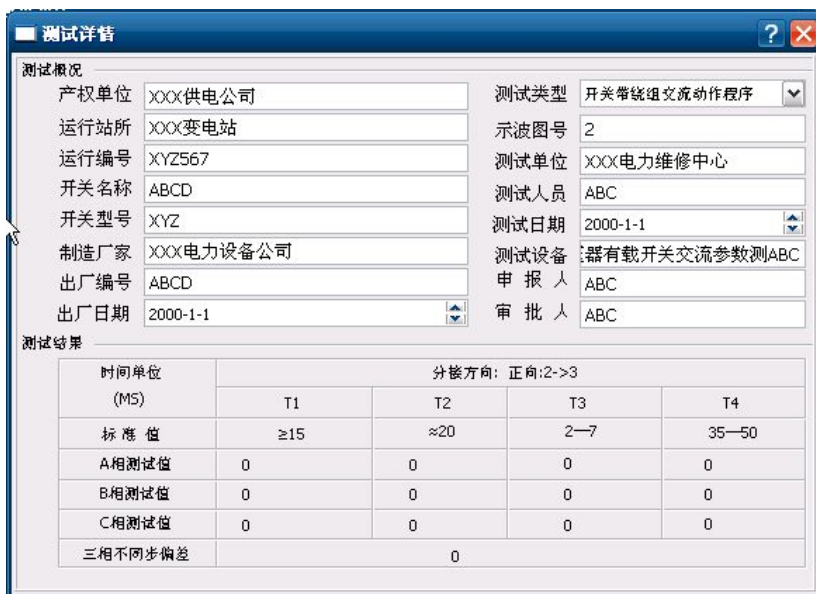 测试详情
测试概况
产权单位 XXX供电公司 测试类型 开关带绕组交流动作程序
运行站所 XXX变电站 示波图号 2
运行编号 XYZ567 测试单位 XXX电力维修中心
开关名称 ABCD 测试人员 ABC
开关型号 XYZ 测试日期 2000-1-1
制造厂家 XXX电力设备公司 测试设备 器有载开关交流参数测ABC
出厂编号 ABCD 申 报 人 ABC
出厂日期 2000-1-1 审 批 人 ABC
测试结果
时间单位 分接方向：正向:2->3
(MS) T1 T2 T3 T4
标 准 值 ≥15 ≈20 2—7 35—50
A相测试值 0 0 0 0
B相测试值 0 0 0 0
C相测试值 0 0 0 0
三相不同步偏差 0